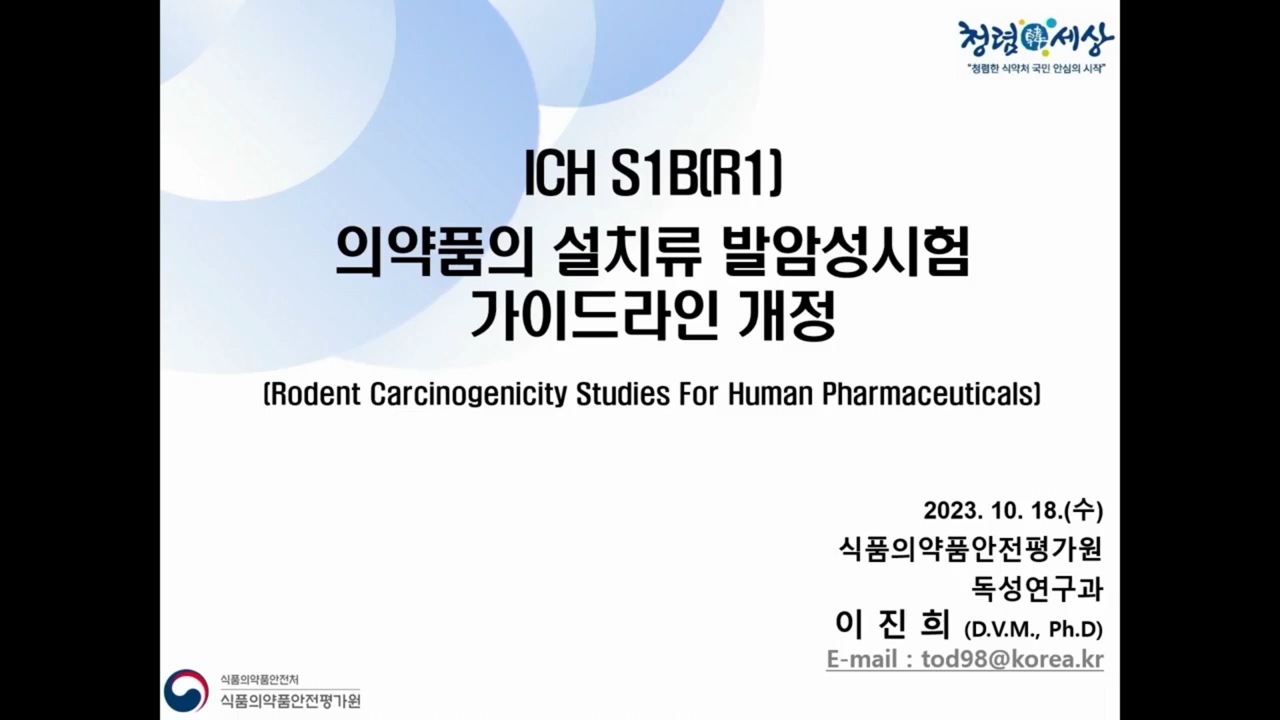 청렴韓세상
"청렴한 식약처 국민 안심의 시작"
ICH S1B(R1)
의약품의 설치류 발암성시험
가이드라인 개정
(Rodent Carcinogenicity Studies For Human Pharmaceuticals)
2023. 10. 18.(수)
식품의약품안전평가원
독성연구과
이 진 희 (D.V.M., Ph.D)
E-mail : tod98@korea.kr
식품의약품안전처
식품의약품안전평가원